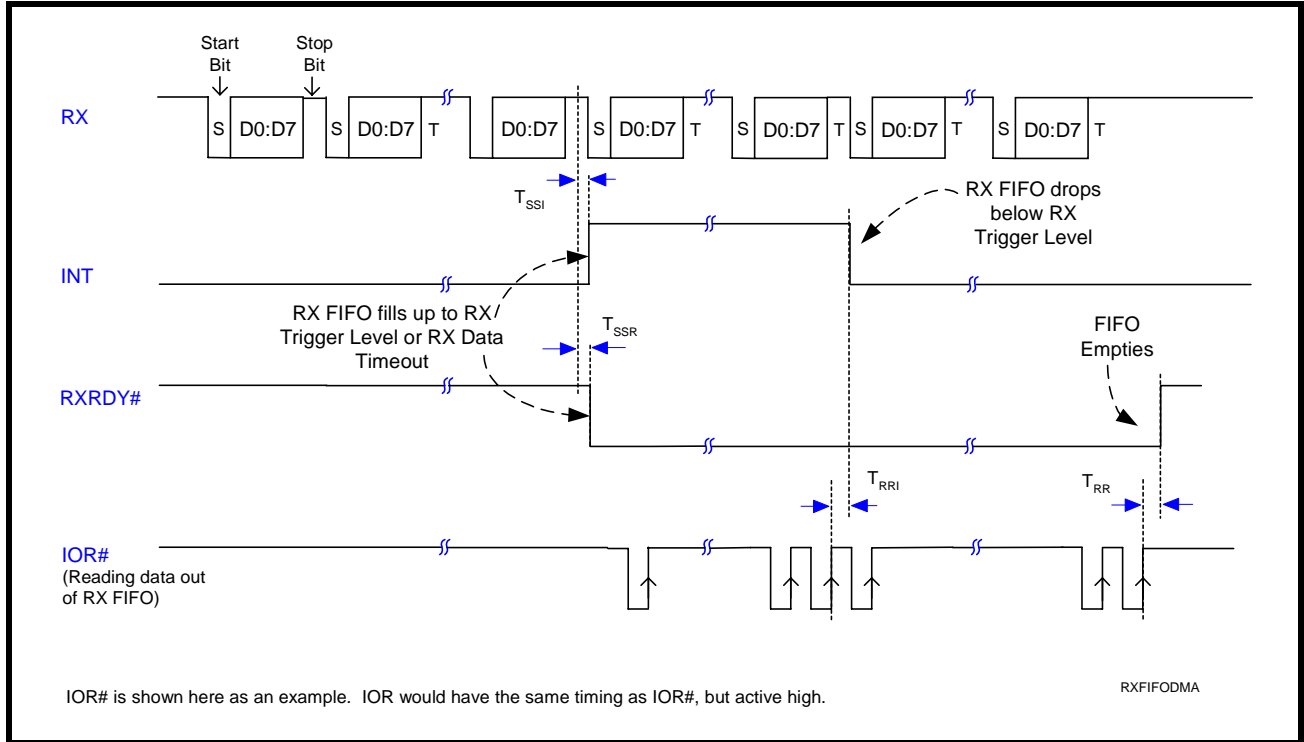 Start
Bit
Stop
Bit
RX
S D0:D7 S D0:D7 T D0:D7 S D0:D7 T S D0:D7 T S D0:D7 T S D0:D7 T
TSSI
RX FIFO drops
below RX
Trigger Level
INT
RX FIFO fills up to RX
Trigger Level or RX Data
Timeout
TSSR
FIFO
Empties
RXRDY#
TRRI
TRR
IOR#
(Reading data out
of RX FIFO)
IOR# is shown here as an example. IOR would have the same timing as IOR#, but active high.
RXFIFODMA